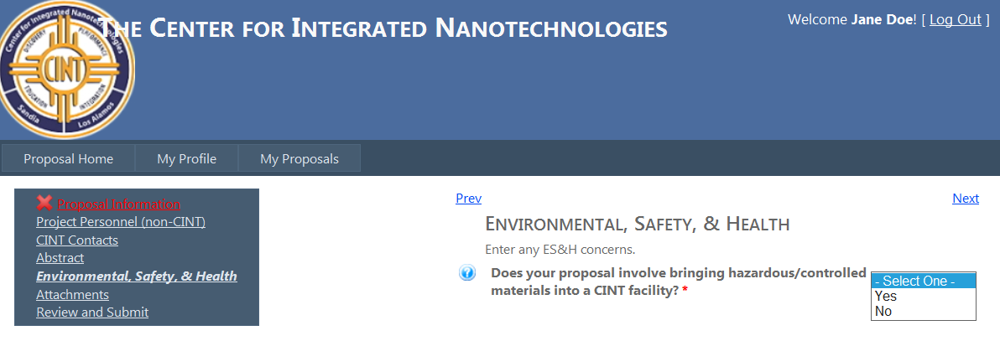 THE CENTER FOR INTEGRATED NANOTECHNOLOGIES
Welcome Jane Doe! [ Log Out ]
Center for Integrated Nanotechnologies
DISCOVERY
PERFORMANCE
CINT
EDUCATION
INTEGRATION
Sandia
Los Alamos
Proposal Home
My Profile
My Proposals
Proposal Information
Project Personnel (non-CINT)
CINT Contacts
Abstract
Environmental, Safety, & Health
Attachments
Review and Submit
Prev
Next
ENVIRONMENTAL, SAFETY, & HEALTH
Enter any ES&H concerns.
?
Does your proposal involve bringing hazardous/controlled
materials into a CINT facility? *
- Select One -
Yes
No